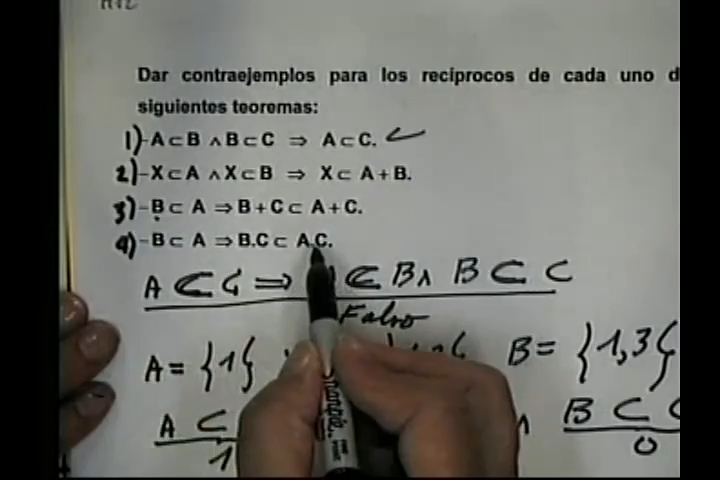 Dar contraejemplos para los recíprocos de cada uno d
siguientes teoremas:
1) -A⊂B ∧B⊂C ⇒ A⊂C.
2) -X⊂A ∧X⊂B ⇒ X⊂ A+B.
3) -B⊂ A ⇒B+C⊂ A+C.
4) -B⊂ A ⇒B.C⊂ A.C.
A ⊂ C ⇒ ⊂ B ∧ B ⊂ C
Falso
A = {1} B = {1,3}
A ⊂ ∧ B ⊂ C
1 0